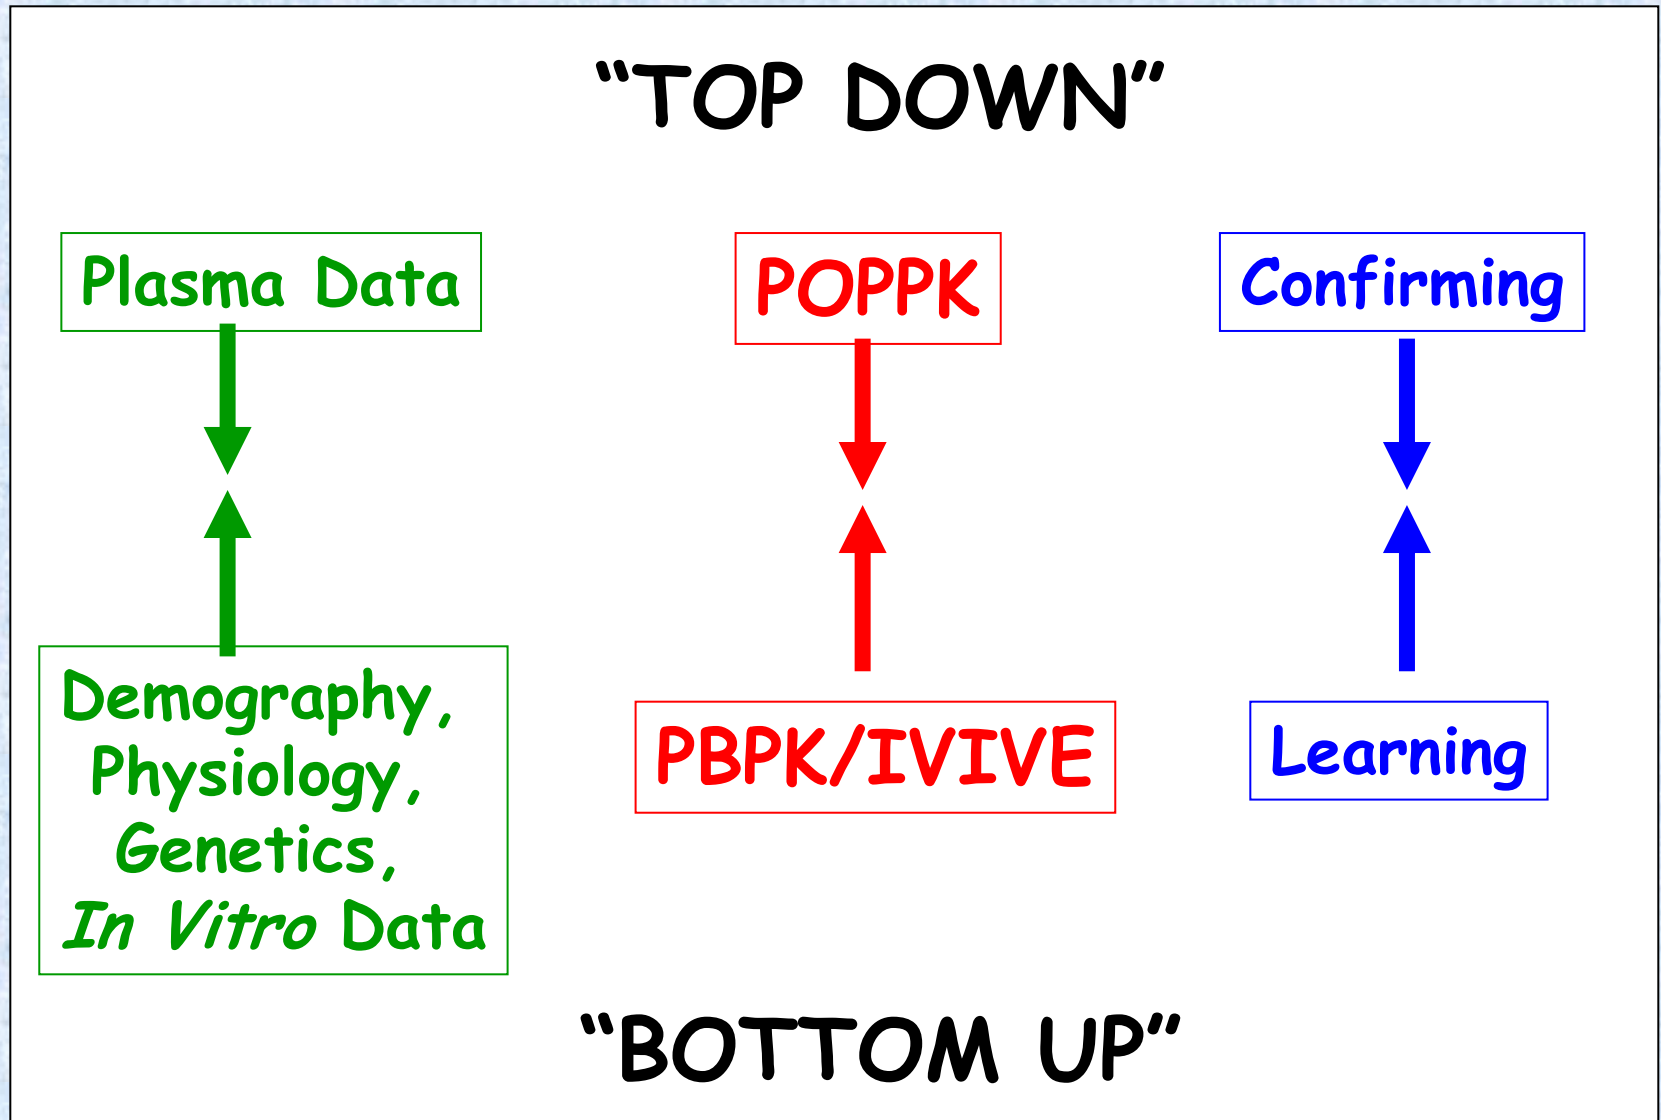 “TOP DOWN”
Plasma Data
POPPK
Confirming
Demography,
Physiology,
Genetics,
In Vitro Data
PBPK/IVIVE
Learning
“BOTTOM UP”